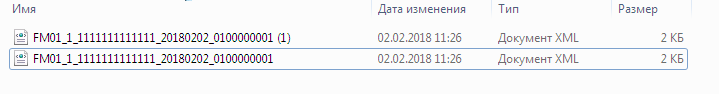 Имя Дата изменения Тип Размер
FM01_1_1111111111111_20180202_0100000001 (1) 02.02.2018 11:26 Документ XML 2 КБ
FM01_1_1111111111111_20180202_0100000001 02.02.2018 11:26 Документ XML 2 КБ